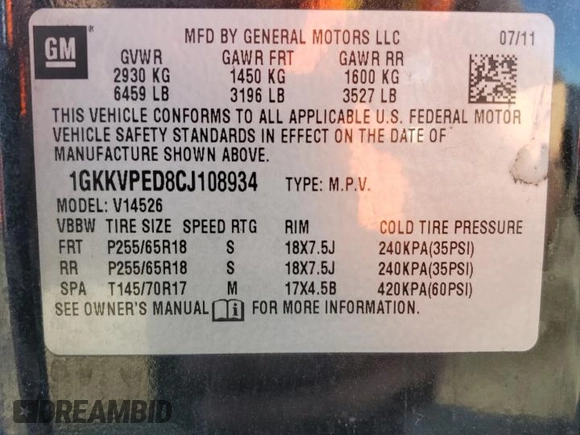 GM
MFD BY GENERAL MOTORS LLC 07/11
GVWR GAWR FRT GAWR RR
2930 KG 1450 KG 1600 KG
6459 LB 3196 LB 3527 LB
THIS VEHICLE CONFORMS TO ALL APPLICABLE U.S. FEDERAL MOTOR
VEHICLE SAFETY STANDARDS IN EFFECT ON THE DATE OF
MANUFACTURE SHOWN ABOVE.
1GKKVPED8CJ108934 TYPE: M.P.V.
MODEL: V14526
VBBW TIRE SIZE SPEED RTG RIM COLD TIRE PRESSURE
FRT P255/65R18 S 18X7.5J 240KPA(35PSI)
RR P255/65R18 S 18X7.5J 240KPA(35PSI)
SPA T145/70R17 M 17X4.5B 420KPA(60PSI)
SEE OWNER'S MANUAL FOR MORE INFORMATION.
DREAMBID